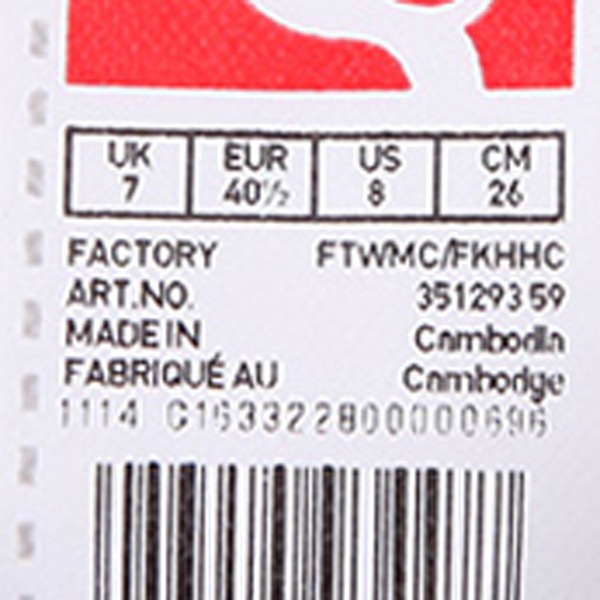 UK EUR US CM
7 40½ 8 26
FACTORY FTWMC/FKHHC
ART.NO. 35129359
MADE IN Cambodia
FABRIQUÉ AU Cambodge
1114 C163322800000696